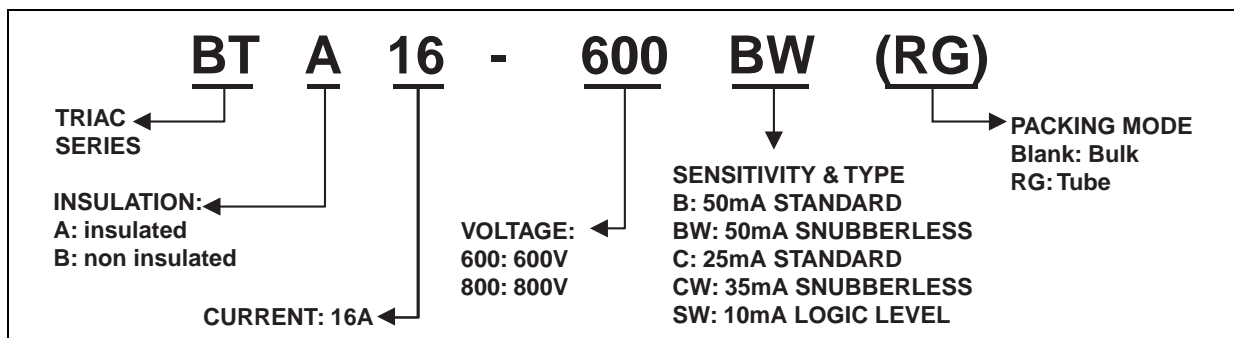 BT A 16 - 600 BW (RG)
TRIAC
SERIES
INSULATION:
A: insulated
B: non insulated
CURRENT: 16A
VOLTAGE:
600: 600V
800: 800V
SENSITIVITY & TYPE
B: 50mA STANDARD
BW: 50mA SNUBBERLESS
C: 25mA STANDARD
CW: 35mA SNUBBERLESS
SW: 10mA LOGIC LEVEL
PACKING MODE
Blank: Bulk
RG: Tube